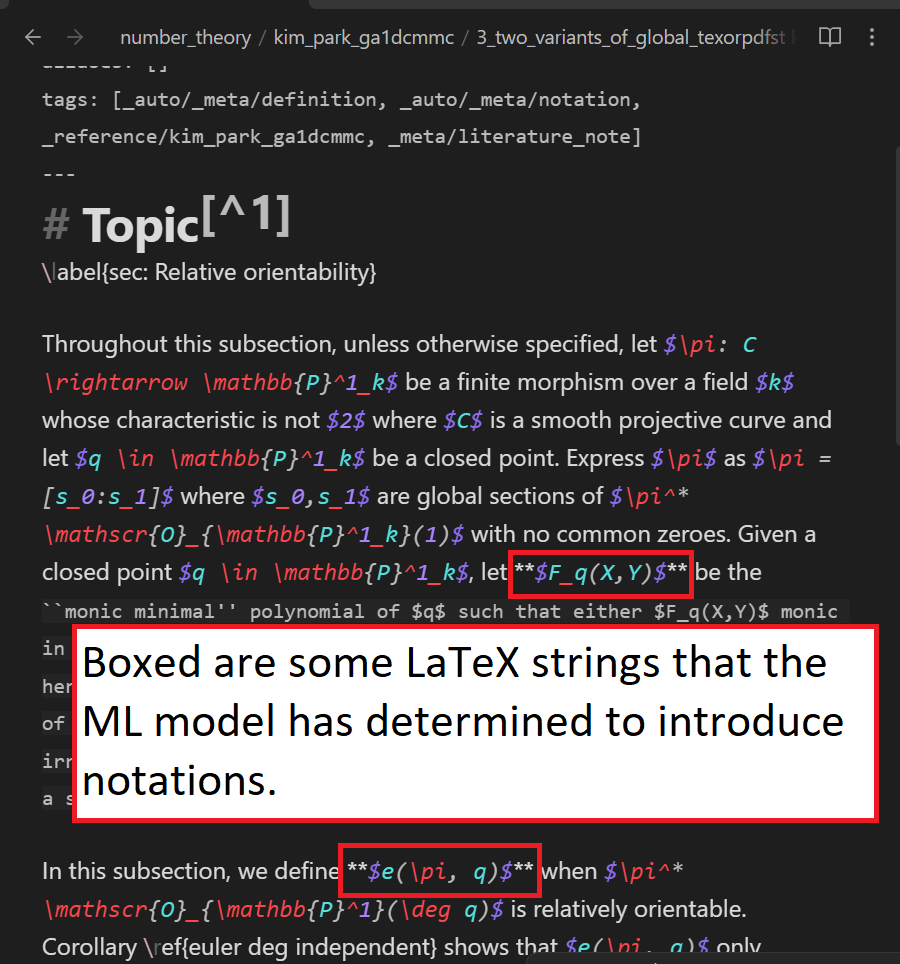 number_theory / kim_park_ga1dcmmc / 3_two_variants_of_global_texorpdfst
aliases: []
tags: [_auto/_meta/definition, _auto/_meta/notation,
_reference/kim_park_ga1dcmmc, _meta/literature_note]
---
# Topic[^1]
\label{sec: Relative orientability}
Throughout this subsection, unless otherwise specified, let $\pi: C
\rightarrow \mathbb{P}^1_k$ be a finite morphism over a field $k$
whose characteristic is not $2$ where $C$ is a smooth projective curve and
let $q \in \mathbb{P}^1_k$ be a closed point. Express $\pi$ as $\pi =
[s_0:s_1]$ where $s_0,s_1$ are global sections of $\pi^*
\mathscr{O}_{\mathbb{P}^1_k}(1)$ with no common zeroes. Given a
closed point $q \in \mathbb{P}^1_k$, let **$F_q(X,Y)$** be the
``monic minimal'' polynomial of $q$ such that either $F_q(X,Y)$ monic
in
her
of
irr
a s
Boxed are some LaTeX strings that the
ML model has determined to introduce
notations.
In this subsection, we define **$e(\pi, q)$** when $\pi^*
\mathscr{O}_{\mathbb{P}^1}(\deg q)$ is relatively orientable.
Corollary \ref{euler deg independent} shows that $e(\pi, q)$ only